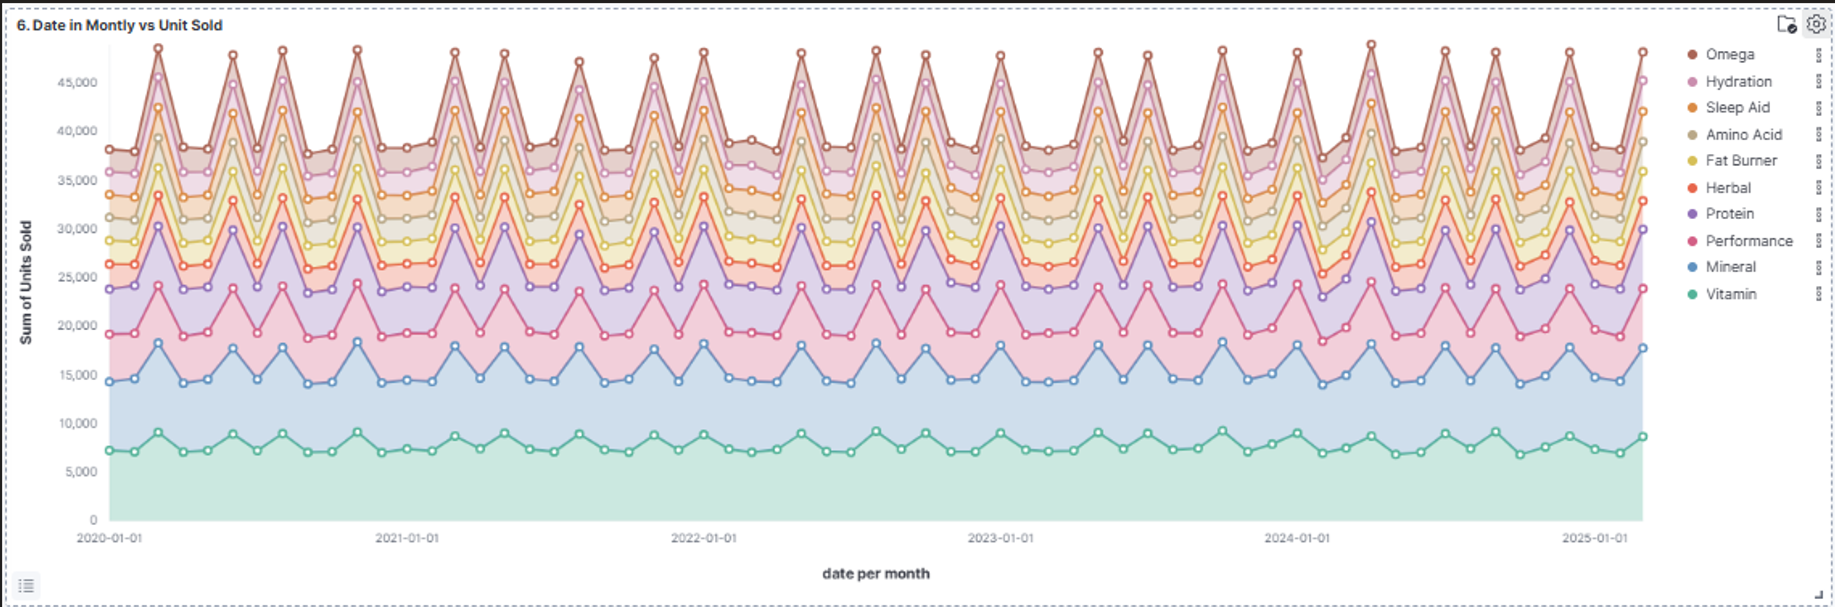 6. Date in Montly vs Unit Sold
Sum of Units Sold
45,000
40,000
35,000
30,000
25,000
20,000
15,000
10,000
5,000
0
2020-01-01
2021-01-01
2022-01-01
2023-01-01
2024-01-01
2025-01-01
date per month
Omega
Hydration
Sleep Aid
Amino Acid
Fat Burner
Herbal
Protein
Performance
Mineral
Vitamin